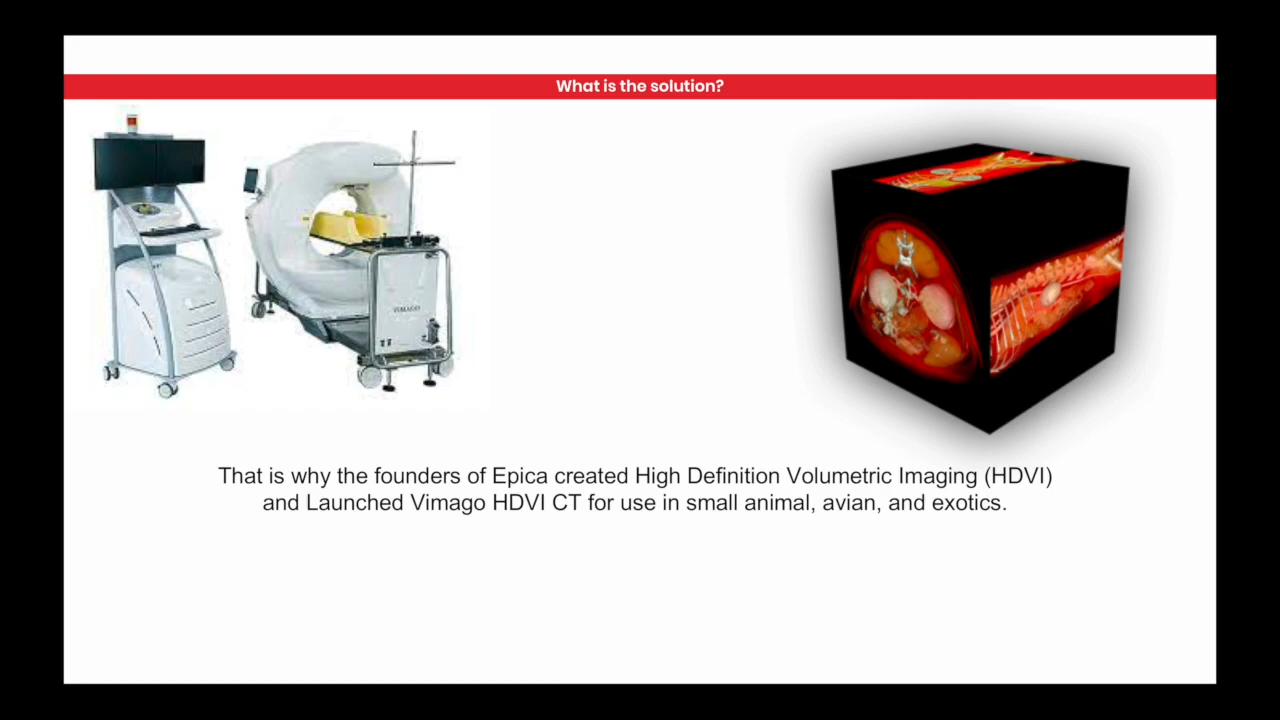 What is the solution?
VIMAGO
That is why the founders of Epica created High Definition Volumetric Imaging (HDVI)
and Launched Vimago HDVI CT for use in small animal, avian, and exotics.